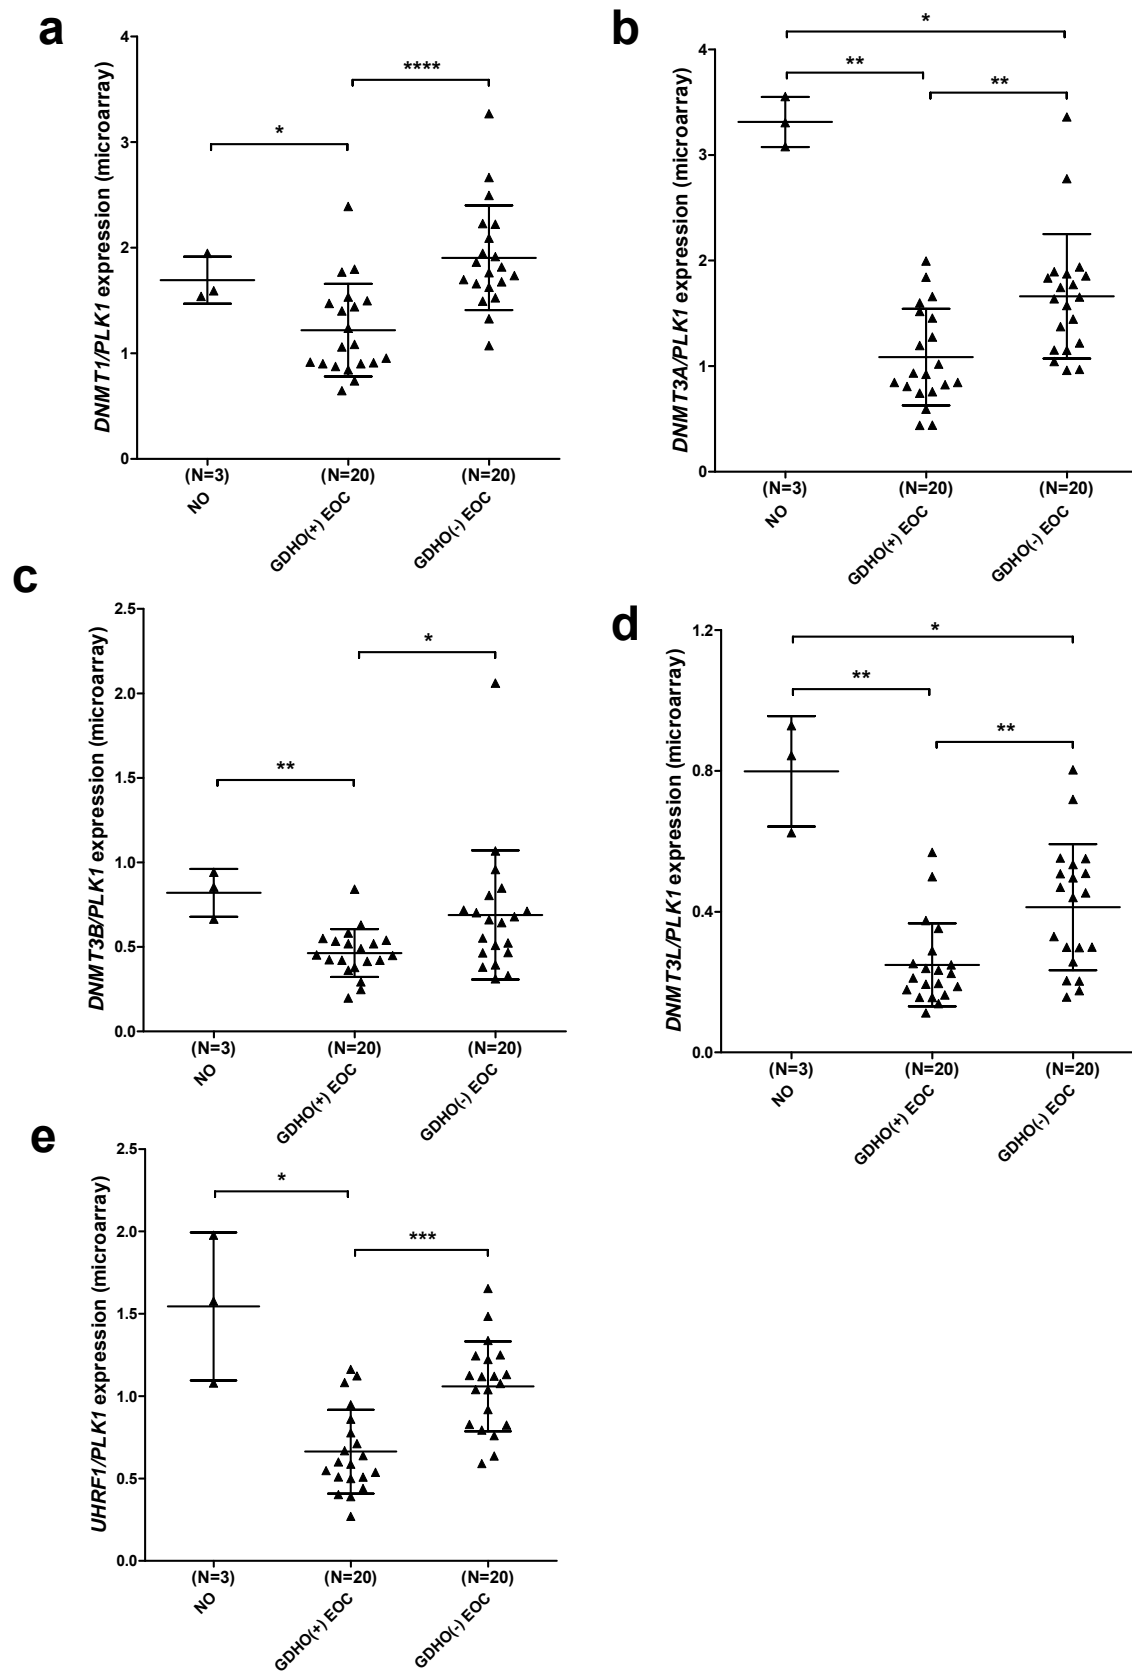 a
DNMT1/PLK1 expression (microarray)
4
3
2
1
0
*
****
(N=3)
(N=20)
(N=20)
NO
GDHO(+) EOC
GDHO(-) EOC
b
DNMT3A/PLK1 expression (microarray)
4
3
2
1
0
*
**
**
(N=3)
(N=20)
(N=20)
NO
GDHO(+) EOC
GDHO(-) EOC
c
DNMT3B/PLK1 expression (microarray)
2.5
2.0
1.5
1.0
0.5
0.0
*
**
(N=3)
(N=20)
(N=20)
NO
GDHO(+) EOC
GDHO(-) EOC
d
DNMT3L/PLK1 expression (microarray)
1.2
0.8
0.4
0.0
*
**
**
(N=3)
(N=20)
(N=20)
NO
GDHO(+) EOC
GDHO(-) EOC
e
UHRF1/PLK1 expression (microarray)
2.5
2.0
1.5
1.0
0.5
0.0
*
***
(N=3)
(N=20)
(N=20)
NO
GDHO(+) EOC
GDHO(-) EOC